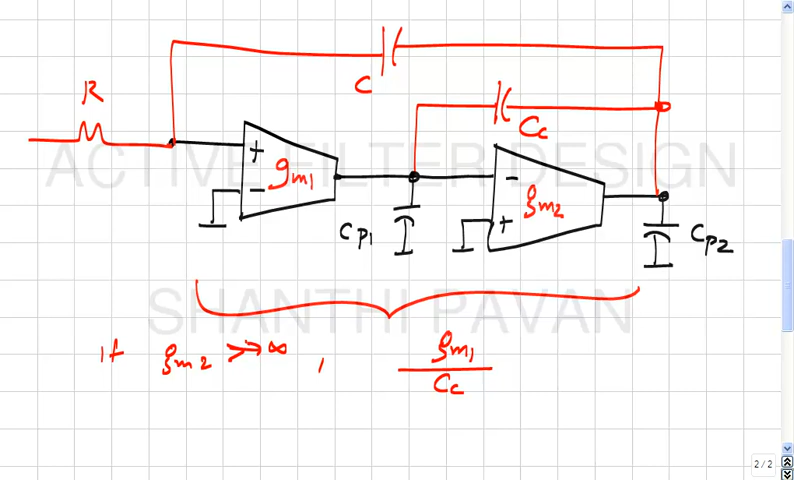 C
R
Cc
+
gm1
-
-
gm2
+
Cp1
Cp2
ACTIVE FILTER DESIGN
SHANTHI PAVAN
if gm2 >> ∞ , gm1
Cc
2 / 2